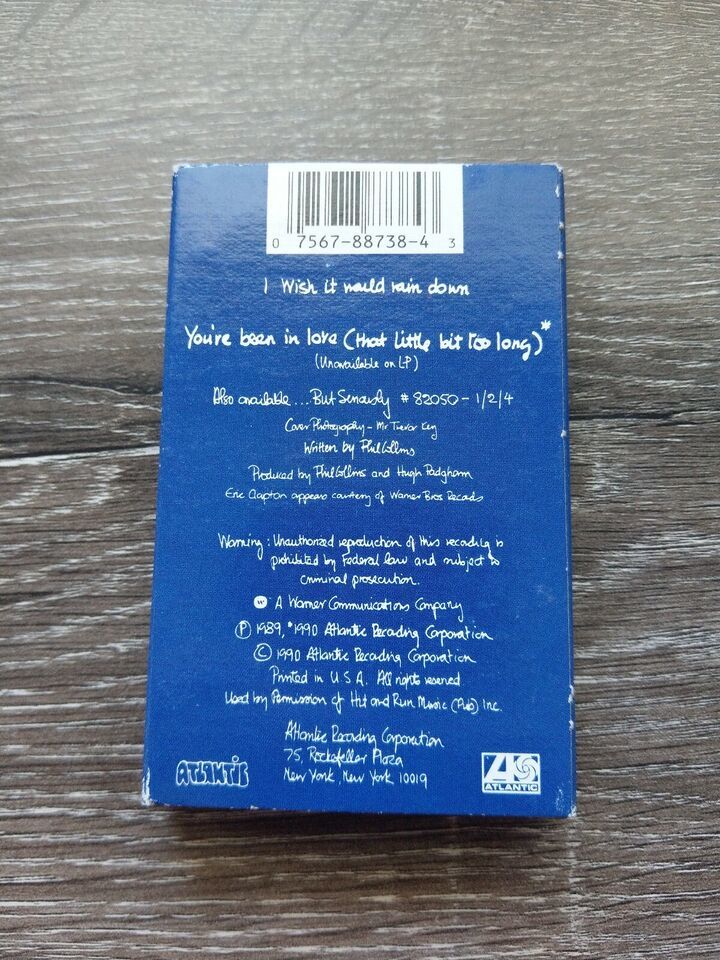 0 7567-88738-4 3
I Wish it would rain down
You've been in love (that little bit too long)*
(Unavailable on LP)
Also available ... But Seriously # 82050 - 1/2/4
Cover Photography - Mr Trevor Key
Written by Phil Collins
Produced by Phil Collins and Hugh Padgham
Eric Clapton appears courtesy of Warner Bros Records
Warning : Unauthorized reproduction of this recording is
prohibited by Federal law and subject to
criminal prosecution.
A Warner Communications Company
Ⓟ 1989, *1990 Atlantic Recording Corporation
© 1990 Atlantic Recording Corporation
Printed in U S A. All rights reserved
Used by Permission of Hit and Run Music (Pub) Inc.
Atlantic Recording Corporation
75, Rockefeller Plaza
New York, New York 10019
ATLANTIC
ATLANTIC